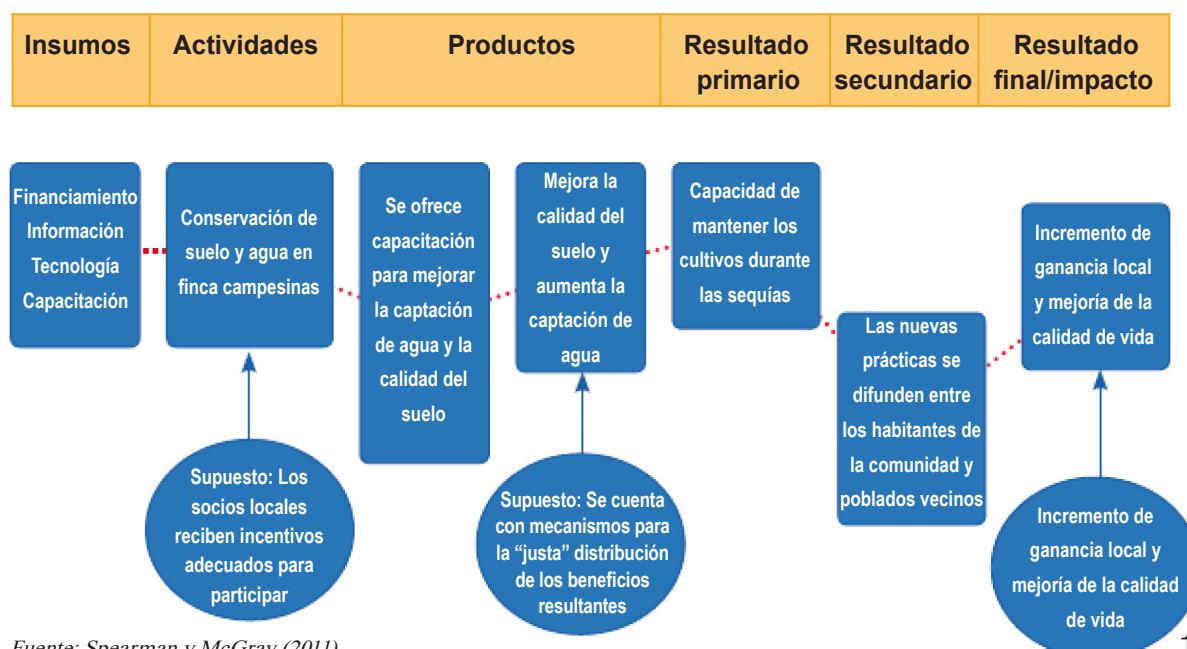 Insumos
Actividades
Productos
Resultado
primario
Resultado
secundario
Resultado
final/impacto
Financiamiento
Información
Tecnología
Capacitación
Conservación de
suelo y agua en
finca campesinas
Se ofrece
capacitación
para mejorar
la captación
de agua y la
calidad del
suelo
Mejora la
calidad del
suelo y
aumenta la
captación de
agua
Capacidad de
mantener los
cultivos durante
las sequías
Las nuevas
prácticas se
difunden entre
los habitantes de
la comunidad y
poblados vecinos
Incremento de
ganancia local
y mejoría de la
calidad de vida
Supuesto: Los
socios locales
reciben incentivos
adecuados para
participar
Supuesto: Se cuenta
con mecanismos para
la “justa” distribución
de los beneficios
resultantes
Incremento de
ganancia local y
mejoría de la calidad
de vida
Fuente: Spearman y McGray (2011)